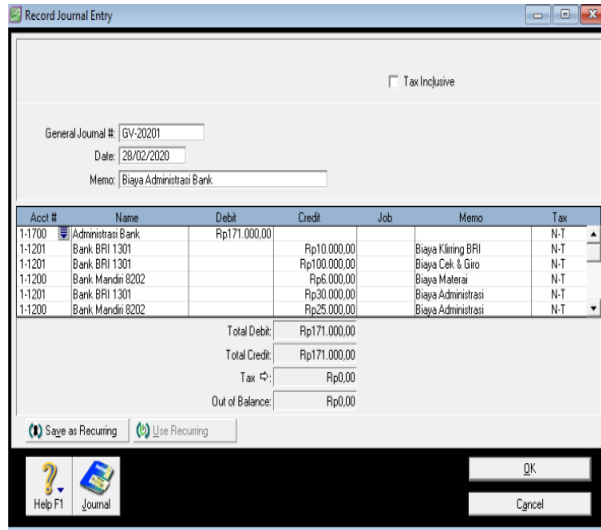 Record Journal Entry
Tax Inclusive
General Journal #: GV-20201
Date: 28/02/2020
Memo: Biaya Administrasi Bank
Acct # Name Debit Credit Job Memo Tax
1-1700 Administrasi Bank Rp171.000,00 N-T
1-1201 Bank BRI 1301 Rp10.000,00 Biaya Kliring BRI N-T
1-1201 Bank BRI 1301 Rp100.000,00 Biaya Cek & Giro N-T
1-1200 Bank Mandiri 8202 Rp6.000,00 Biaya Materai N-T
1-1201 Bank BRI 1301 Rp30.000,00 Biaya Administrasi N-T
1-1200 Bank Mandiri 8202 Rp25.000,00 Biaya Administrasi N-T
Total Debit: Rp171.000,00
Total Credit: Rp171.000,00
Tax ➪: Rp0,00
Out of Balance: Rp0,00
Save as Recurring Use Recurring
Help F1 Journal
OK
Cancel